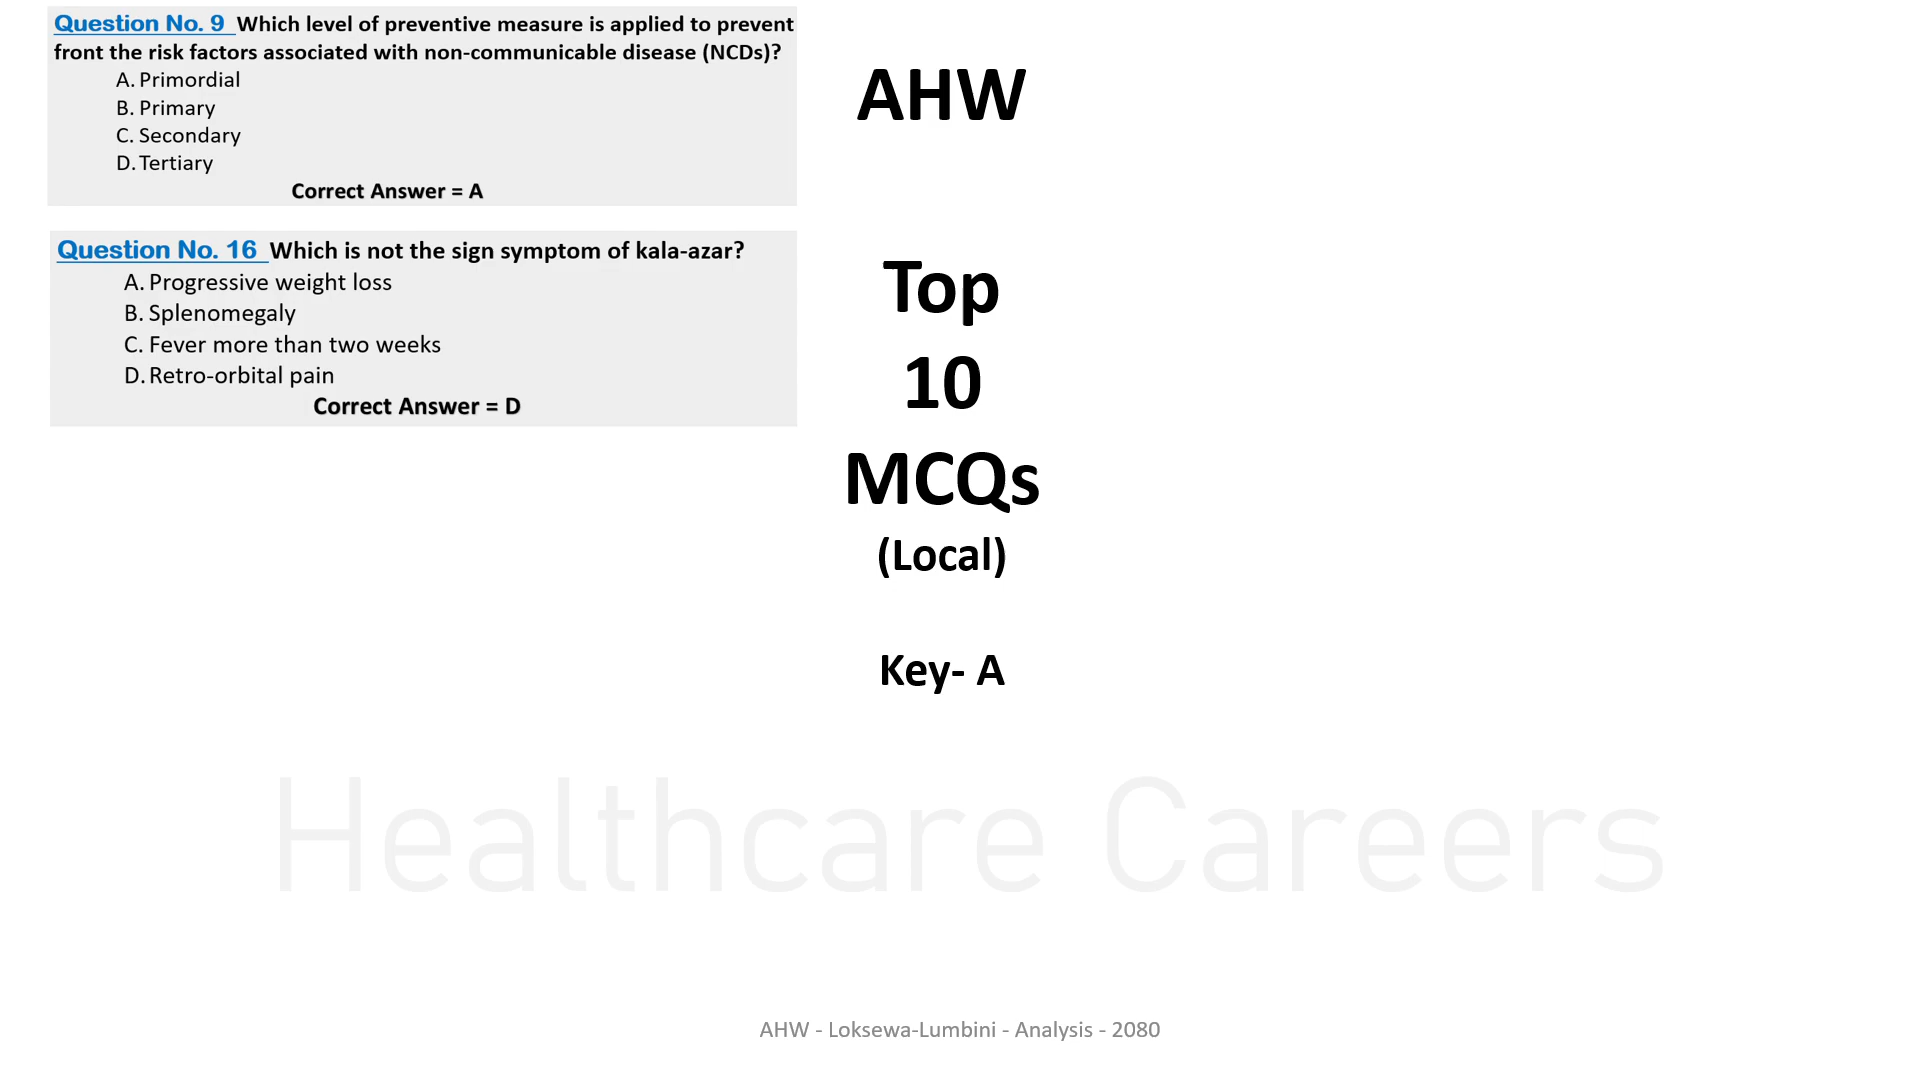 Question No. 9 Which level of preventive measure is applied to prevent
front the risk factors associated with non-communicable disease (NCDs)?
A. Primordial
B. Primary
C. Secondary
D. Tertiary
Correct Answer = A
Question No. 16 Which is not the sign symptom of kala-azar?
A. Progressive weight loss
B. Splenomegaly
C. Fever more than two weeks
D. Retro-orbital pain
Correct Answer = D
AHW
Top
10
MCQs
(Local)
Key- A
Healthcare Careers
AHW - Loksewa-Lumbini - Analysis - 2080